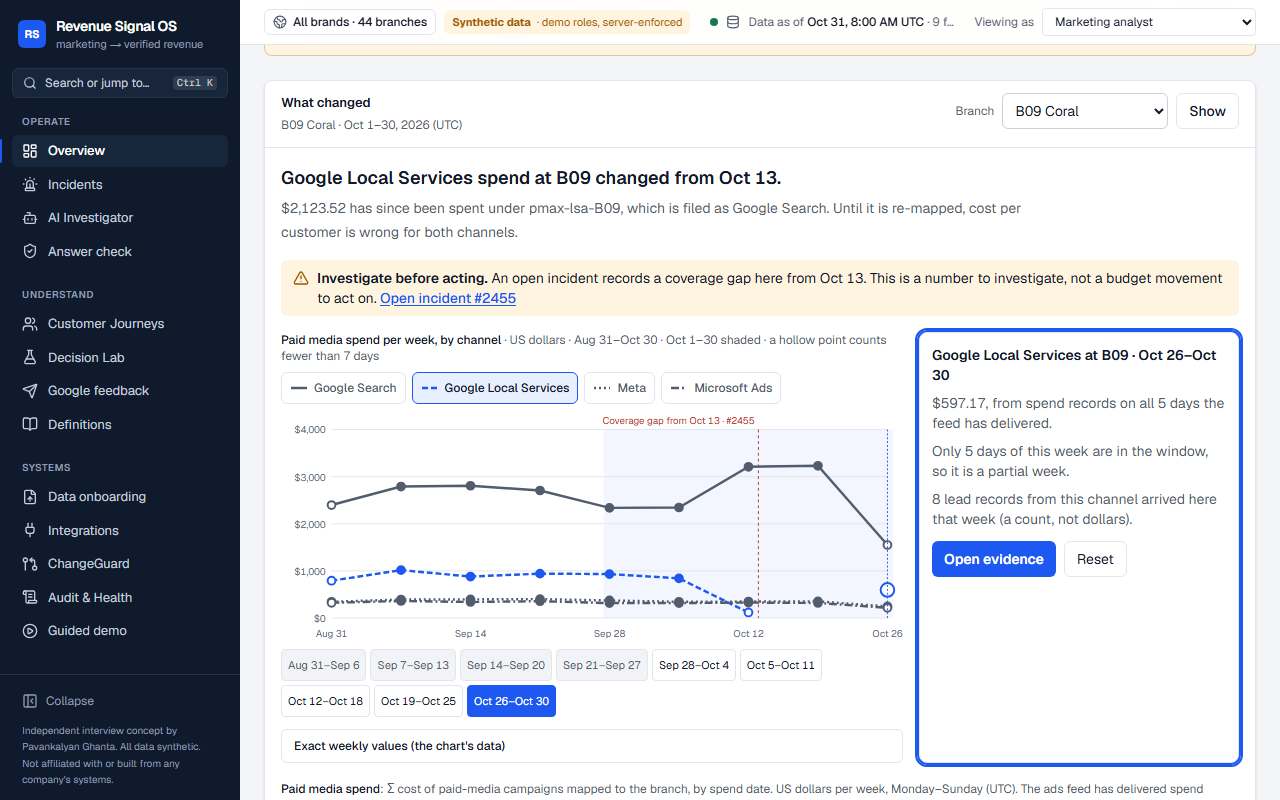 RS
Revenue Signal OS
marketing → verified revenue
Search or jump to…
Ctrl K
OPERATE
Overview
Incidents
AI Investigator
Answer check
UNDERSTAND
Customer Journeys
Decision Lab
Google feedback
Definitions
SYSTEMS
Data onboarding
Integrations
ChangeGuard
Audit & Health
Guided demo
Collapse
Independent interview concept by
Pavankalyan Ghanta. All data synthetic.
Not affiliated with or built from any
company's systems.
All brands · 44 branches
Synthetic data · demo roles, server-enforced
Data as of Oct 31, 8:00 AM UTC · 9 f…
Viewing as
Marketing analyst
What changed
B09 Coral · Oct 1–30, 2026 (UTC)
Branch
B09 Coral
Show
Google Local Services spend at B09 changed from Oct 13.
$2,123.52 has since been spent under pmax-lsa-B09, which is filed as Google Search. Until it is re-mapped, cost per
customer is wrong for both channels.
Investigate before acting. An open incident records a coverage gap here from Oct 13. This is a number to investigate, not a budget movement
to act on. Open incident #2455
Paid media spend per week, by channel · US dollars · Aug 31–Oct 30 · Oct 1–30 shaded · a hollow point counts
fewer than 7 days
Google Search
Google Local Services
Meta
Microsoft Ads
Coverage gap from Oct 13 · #2455
$4,000
$3,000
$2,000
$1,000
$0
Aug 31
Sep 14
Sep 28
Oct 12
Oct 26
Aug 31–Sep 6
Sep 7–Sep 13
Sep 14–Sep 20
Sep 21–Sep 27
Sep 28–Oct 4
Oct 5–Oct 11
Oct 12–Oct 18
Oct 19–Oct 25
Oct 26–Oct 30
Exact weekly values (the chart's data)
Google Local Services at B09 · Oct 26–Oct
30
$597.17, from spend records on all 5 days the
feed has delivered.
Only 5 days of this week are in the window,
so it is a partial week.
8 lead records from this channel arrived here
that week (a count, not dollars).
Open evidence
Reset
Paid media spend: Σ cost of paid-media campaigns mapped to the branch, by spend date. US dollars per week, Monday–Sunday (UTC). The ads feed has delivered spend